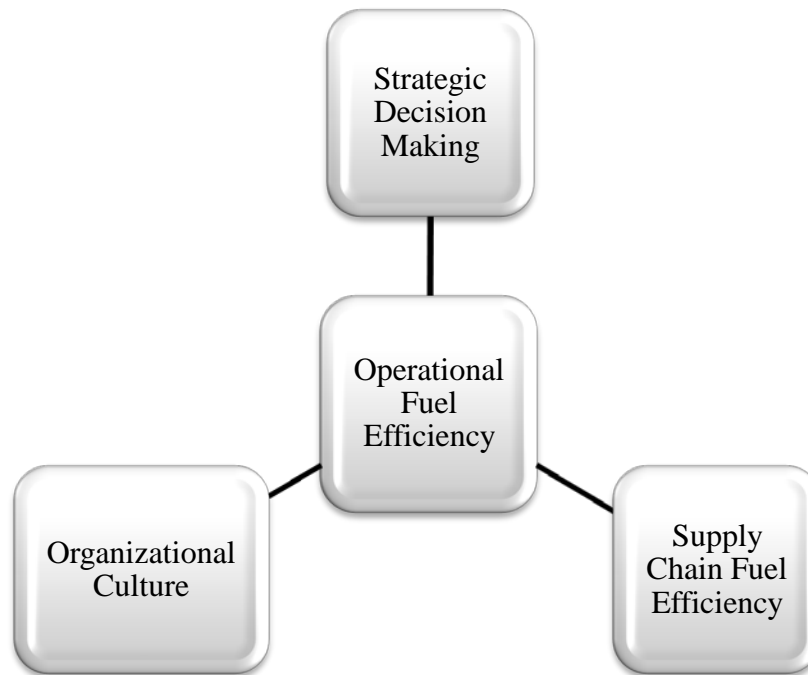 Strategic
Decision
Making
Operational
Fuel
Efficiency
Organizational
Culture
Supply
Chain Fuel
Efficiency